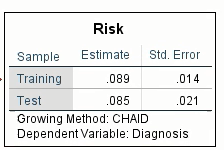 Risk
Sample Estimate Std. Error
Training .089 .014
Test .085 .021
Growing Method: CHAID
Dependent Variable: Diagnosis